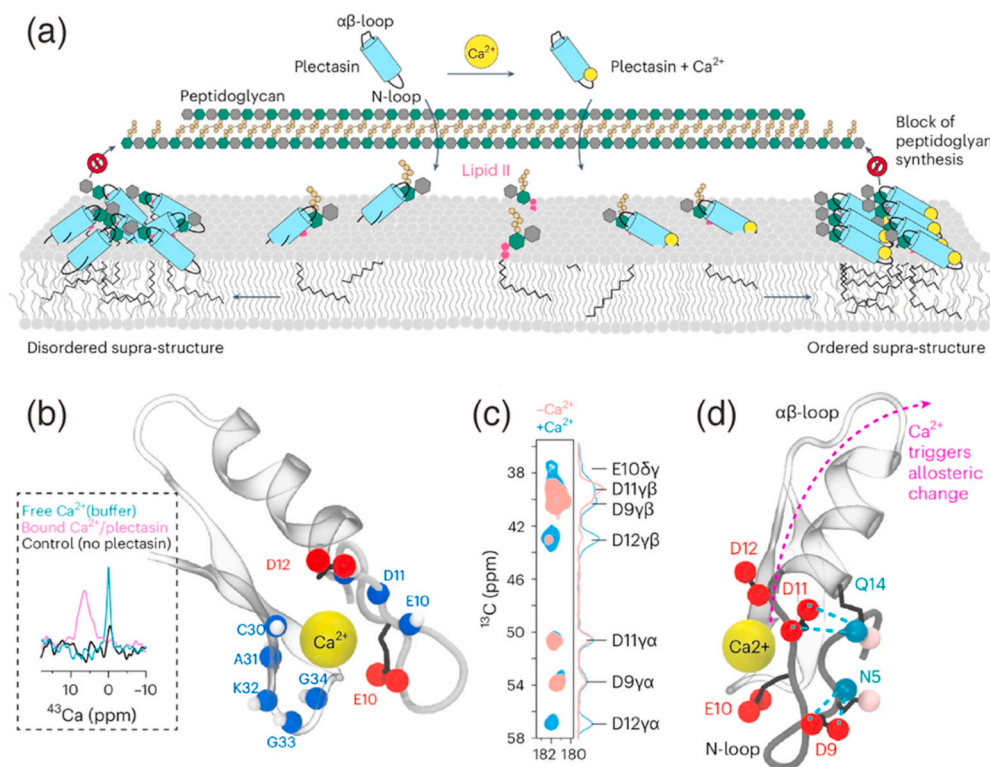 (a)
αβ-loop
Plectasin
N-loop
Ca²⁺
Plectasin + Ca²⁺
Peptidoglycan
Lipid II
Block of
peptidoglyan
synthesis
Disordered supra-structure
Ordered supra-structure
(b)
Free Ca²⁺(buffer)
Bound Ca²⁺/plectasin
Control (no plectasin)
10 0 -10
⁴³Ca (ppm)
D12
D11
E10
C30
Ca²⁺
A31
K32
G34
E10
G33
(c)
−Ca²⁺
+Ca²⁺
¹³C (ppm)
38
42
46
50
54
58
182 180
E10δγ
D11γβ
D9γβ
D12γβ
D11γα
D9γα
D12γα
(d)
αβ-loop
Ca²⁺
triggers
allosteric
change
D12
D11
Q14
Ca2+
N5
E10
N-loop
D9